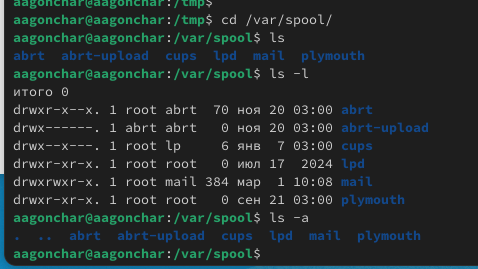 aagonchar@aagonchar:/tmp$
aagonchar@aagonchar:/tmp$ cd /var/spool/
aagonchar@aagonchar:/var/spool$ ls
abrt  abrt-upload  cups  lpd  mail  plymouth
aagonchar@aagonchar:/var/spool$ ls -l
итого 0
drwxr-x--x. 1 root abrt  70 ноя 20 03:00 abrt
drwx------. 1 abrt abrt   0 ноя 20 03:00 abrt-upload
drwx--x---. 1 root lp     6 янв  7 03:00 cups
drwxr-xr-x. 1 root root   0 июл 17  2024 lpd
drwxrwxr-x. 1 root mail 384 мар  1 10:08 mail
drwxr-xr-x. 1 root root   0 сен 21 03:00 plymouth
aagonchar@aagonchar:/var/spool$ ls -a
.  ..  abrt  abrt-upload  cups  lpd  mail  plymouth
aagonchar@aagonchar:/var/spool$